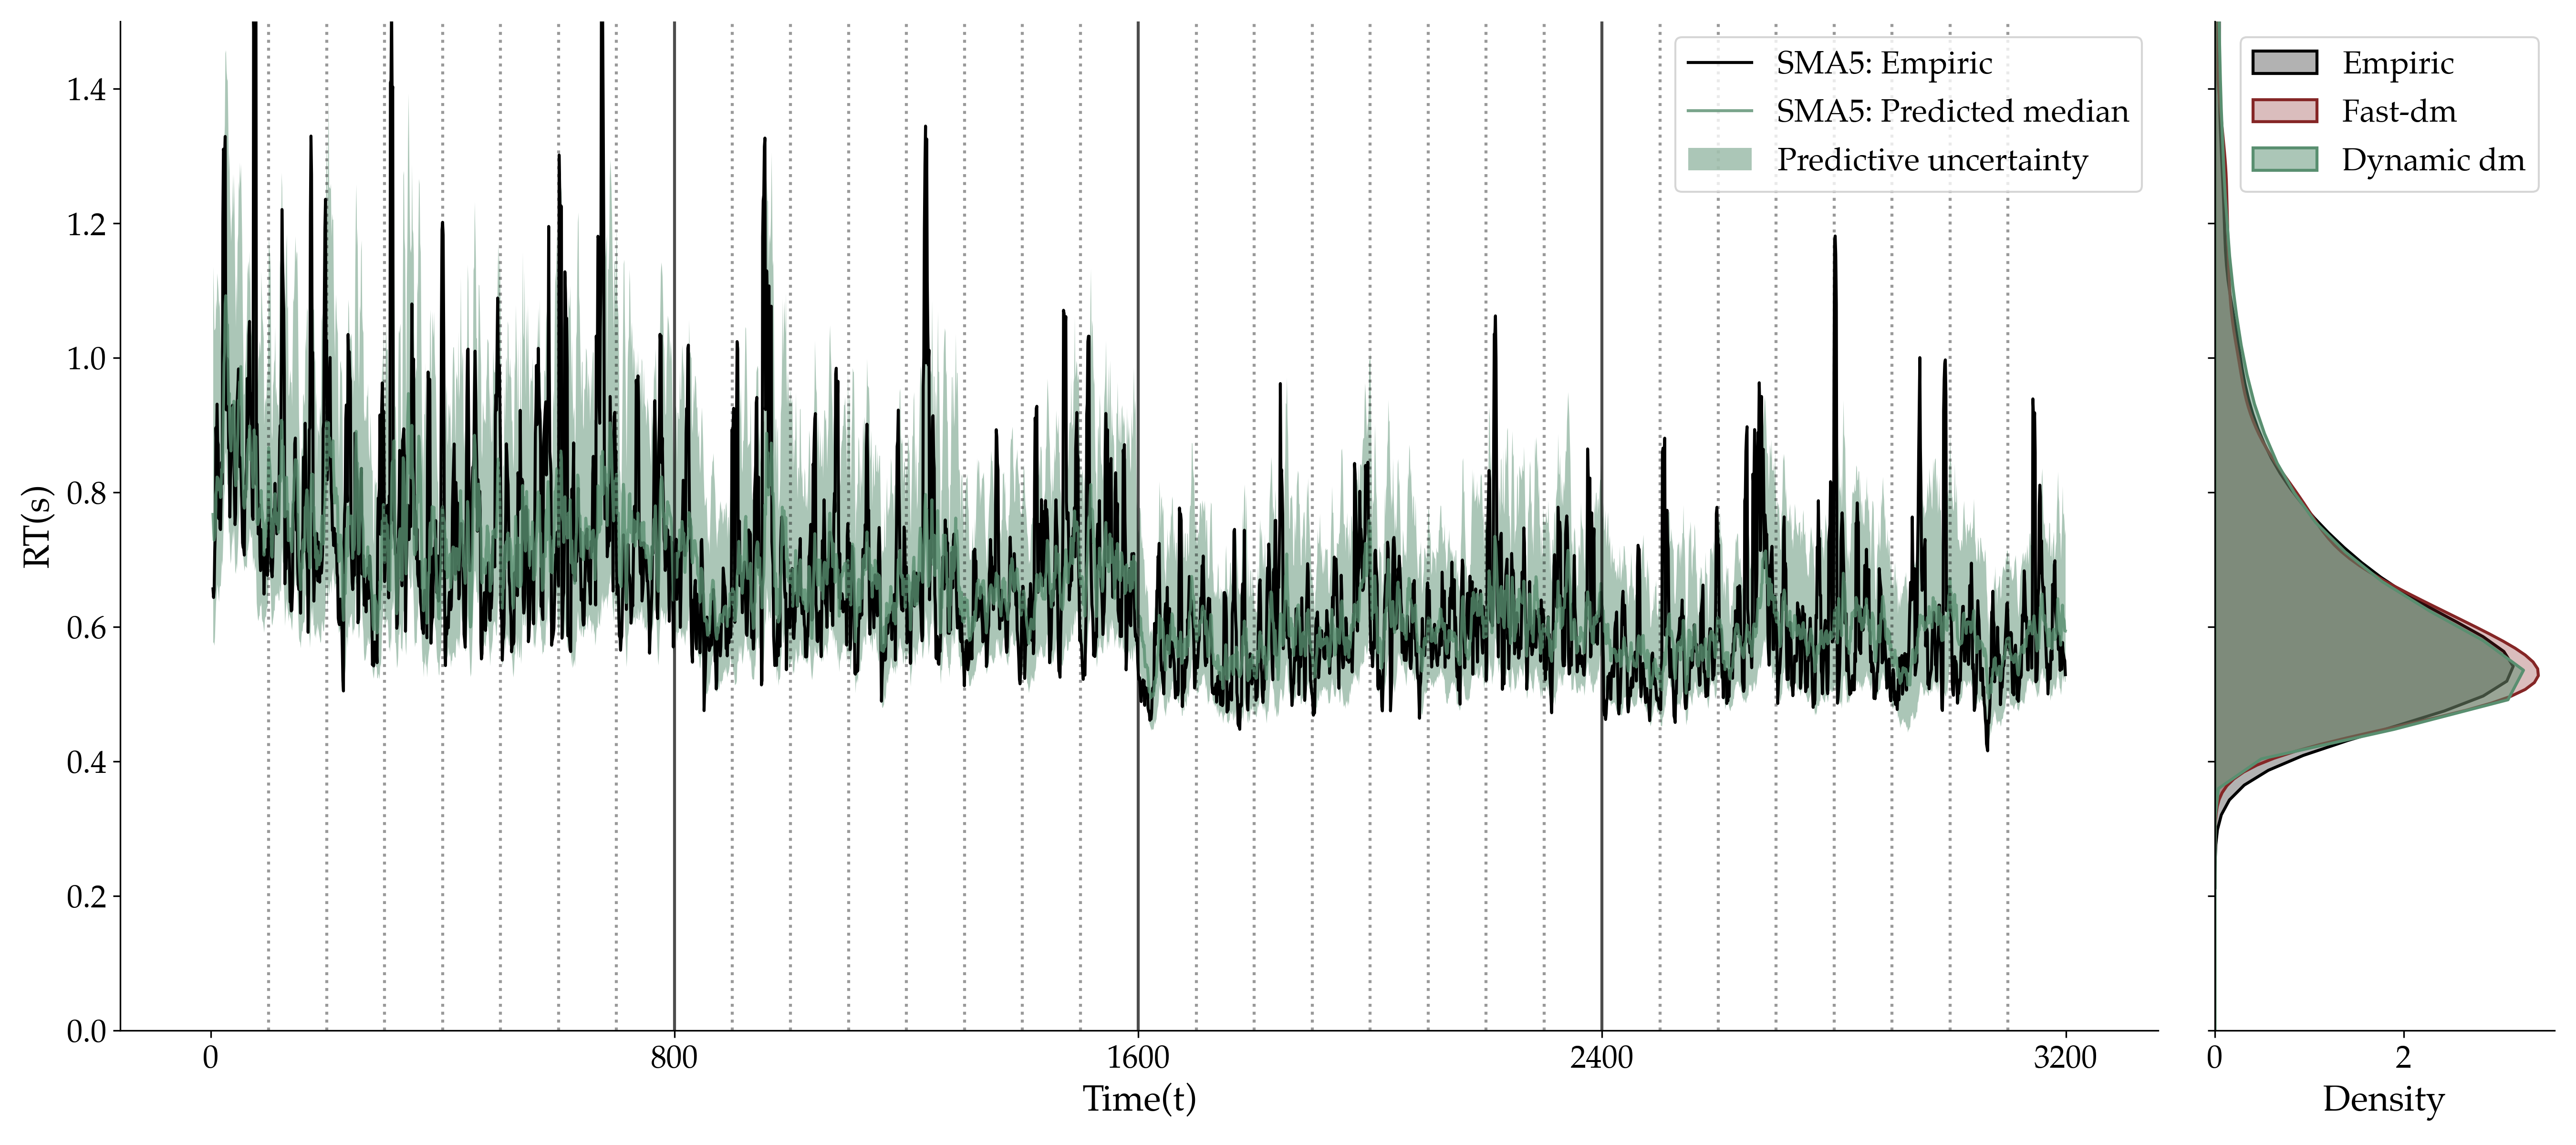 SMA5: Empiric
SMA5: Predicted median
Predictive uncertainty
Empiric
Fast-dm
Dynamic dm
RT(s)
1.4
1.2
1.0
0.8
0.6
0.4
0.2
0.0
0 800 1600 2400 3200
Time(t)
0 2
Density